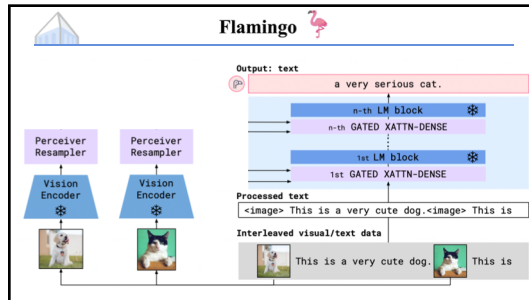 Flamingo
Output: text
a very serious cat.
n-th LM block
n-th GATED XATTN-DENSE
1st LM block
1st GATED XATTN-DENSE
Processed text
<image> This is a very cute dog.<image> This is
Interleaved visual/text data
This is a very cute dog.
This is
Perceiver
Resampler
Perceiver
Resampler
Vision
Encoder
Vision
Encoder